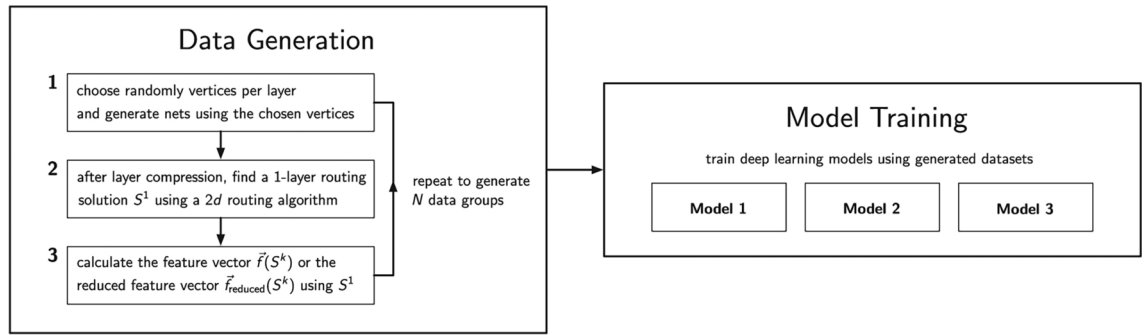 Data Generation
1
choose randomly vertices per layer
and generate nets using the chosen vertices
2
after layer compression, find a 1-layer routing
solution S¹ using a 2d routing algorithm
3
calculate the feature vector f⃗(Sᵏ) or the
reduced feature vector f⃗reduced(Sᵏ) using S¹
repeat to generate
N data groups
Model Training
train deep learning models using generated datasets
Model 1
Model 2
Model 3